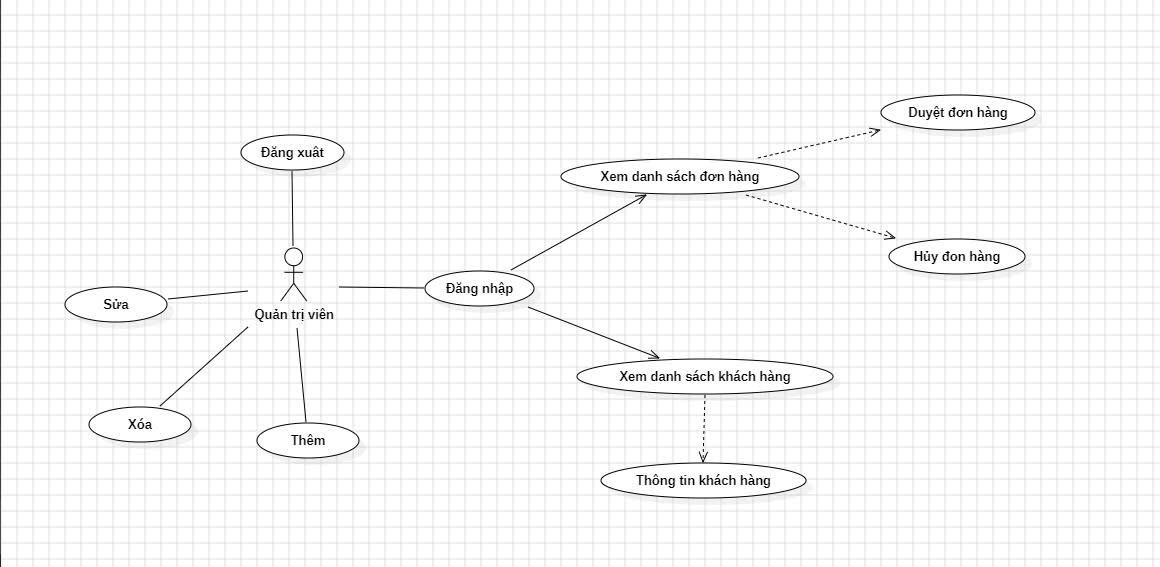 Duyệt đơn hàng
Đăng xuât
Xem danh sách đơn hàng
Hủy đon hàng
Đăng nhập
Sửa
Quản trị viên
Xem danh sách khách hàng
Xóa
Thêm
Thông tin khách hàng